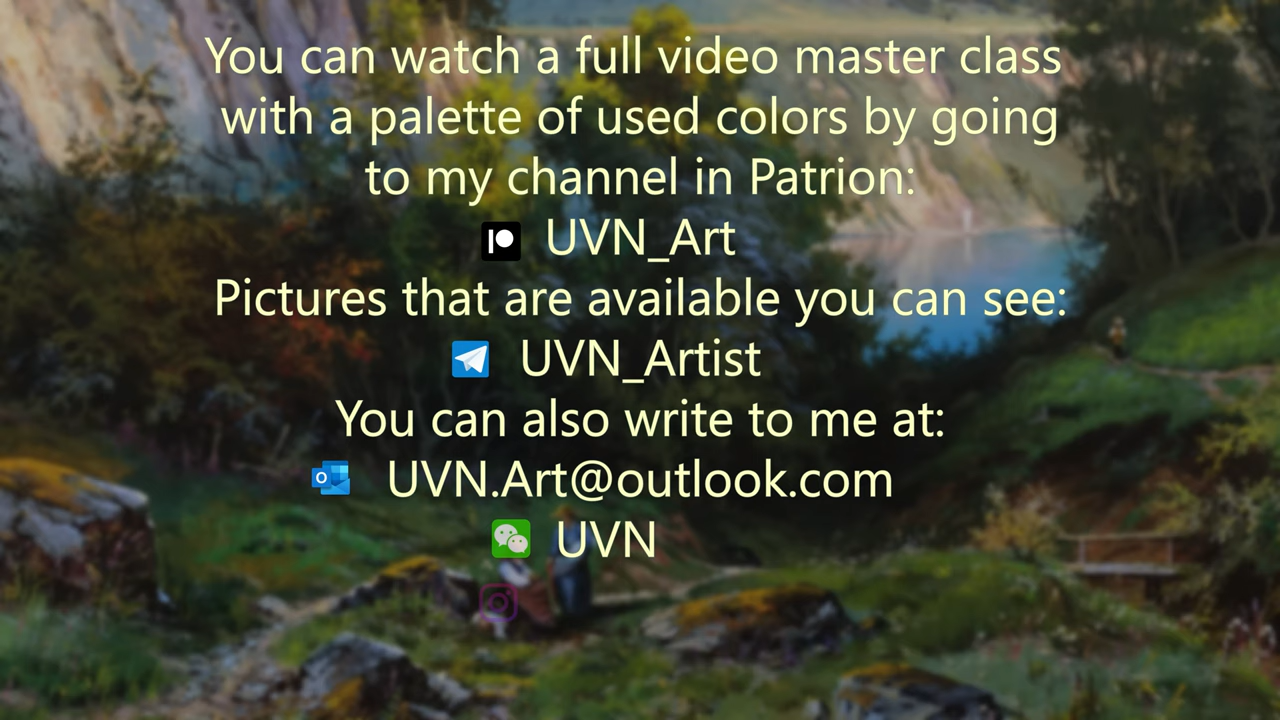 You can watch a full video master class
with a palette of used colors by going
to my channel in Patrion:
UVN_Art
Pictures that are available you can see:
UVN_Artist
You can also write to me at:
UVN.Art@outlook.com
UVN